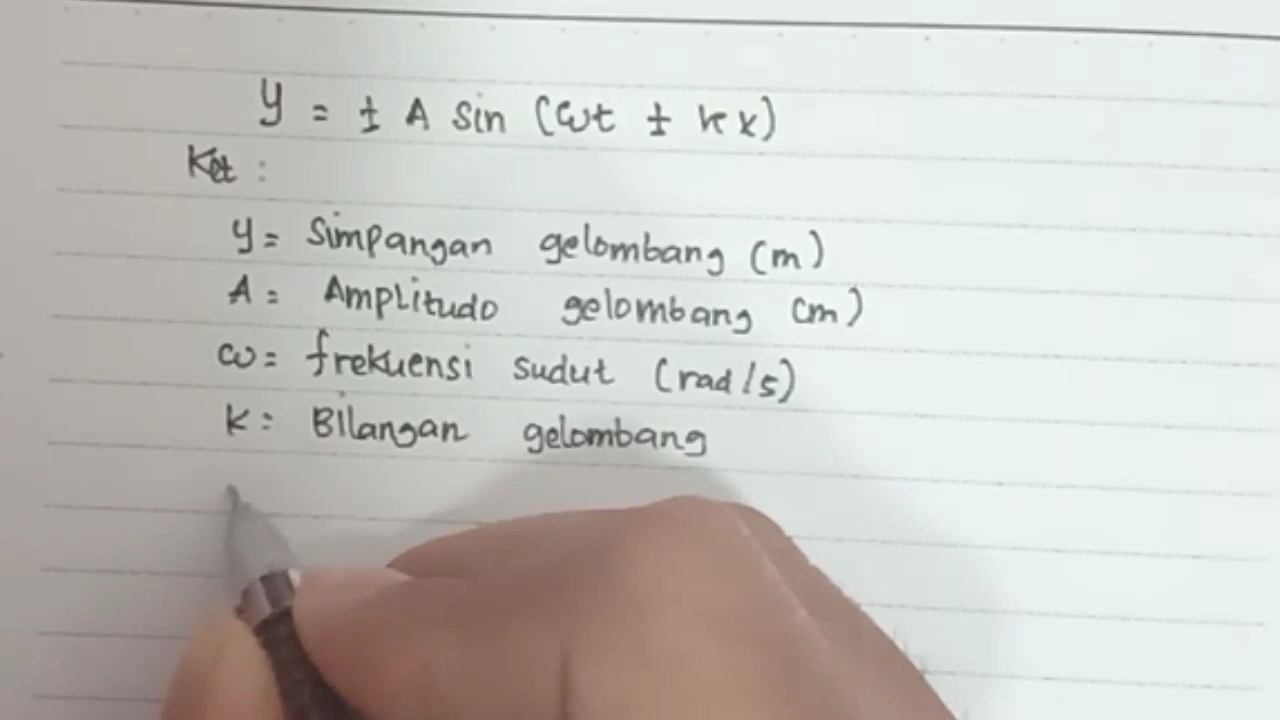 y = ± A sin (ωt ± kx)
Ket :
y = Simpangan gelombang (m)
A = Amplitudo gelombang (m)
ω = frekuensi sudut (rad/s)
k = Bilangan gelombang